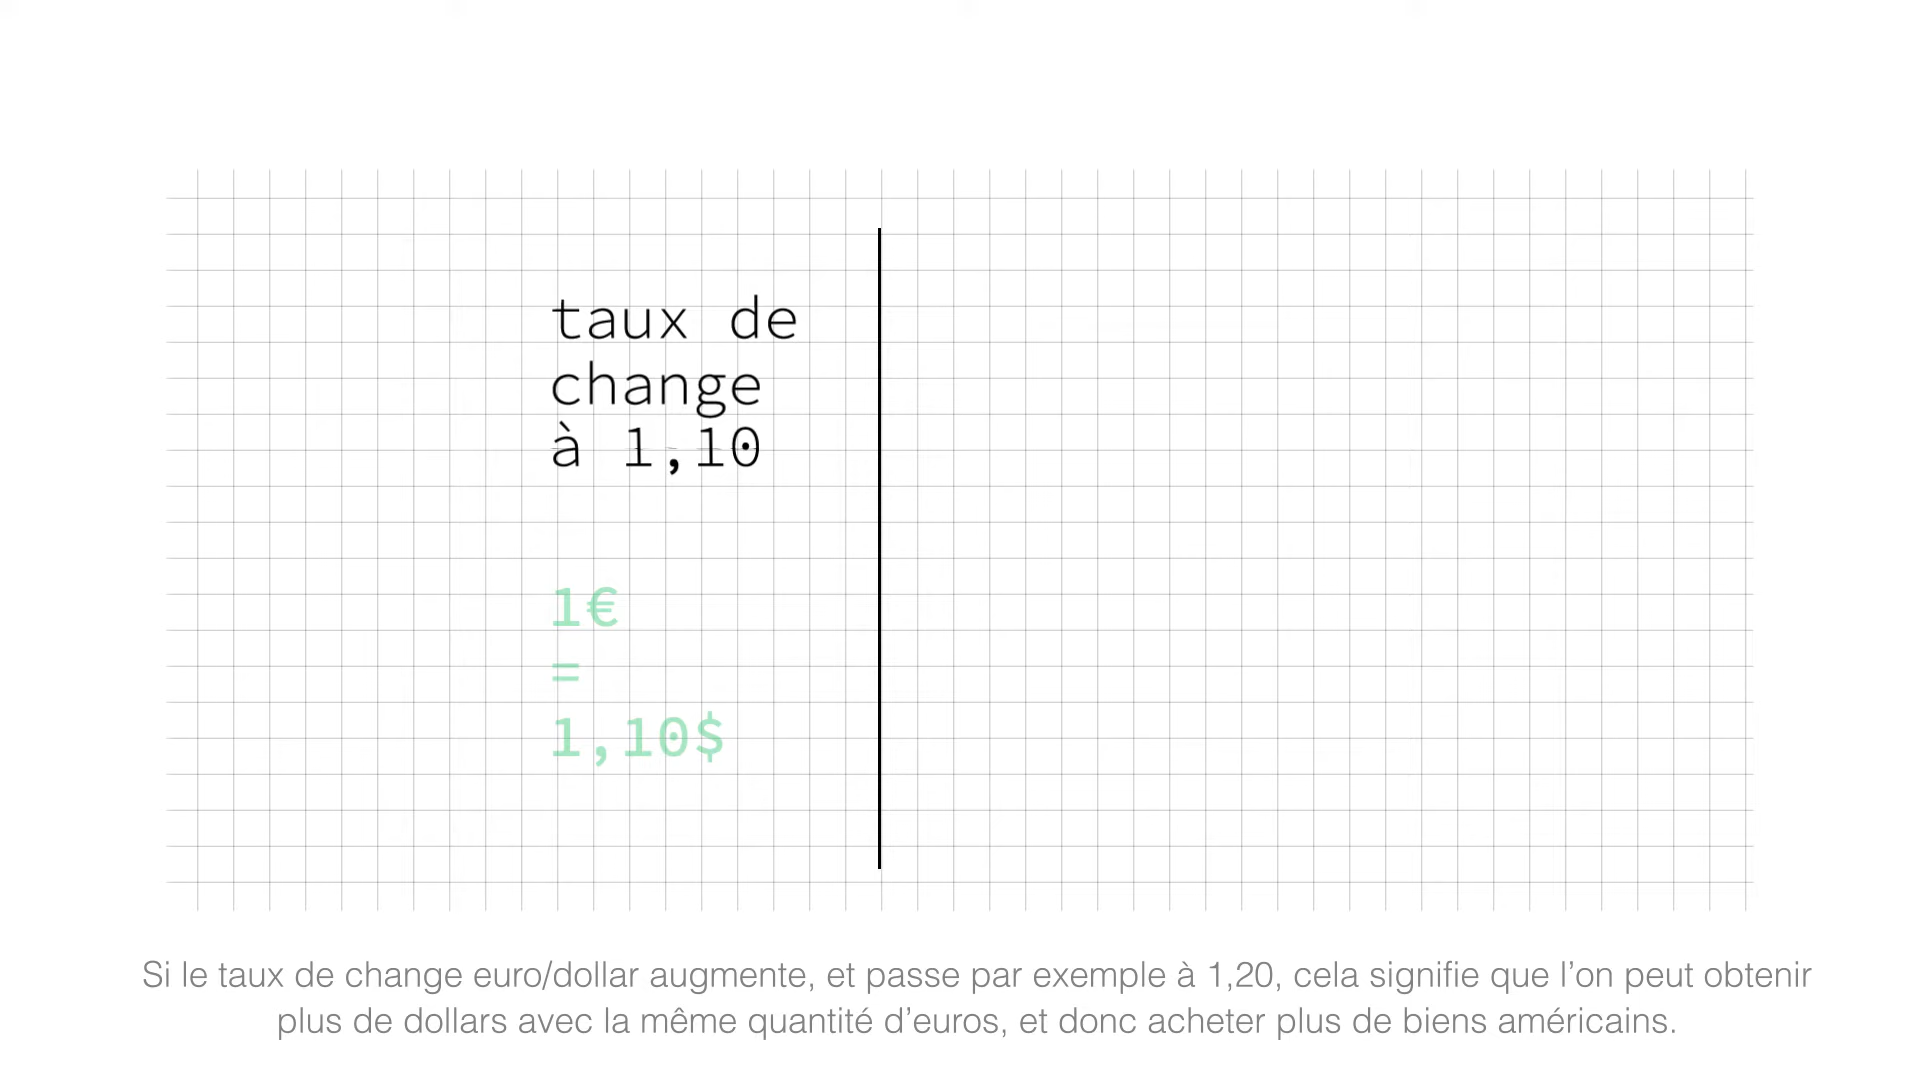 taux de
change
à 1,10
1€
=
1,10$
Si le taux de change euro/dollar augmente, et passe par exemple à 1,20, cela signifie que l’on peut obtenir
plus de dollars avec la même quantité d’euros, et donc acheter plus de biens américains.